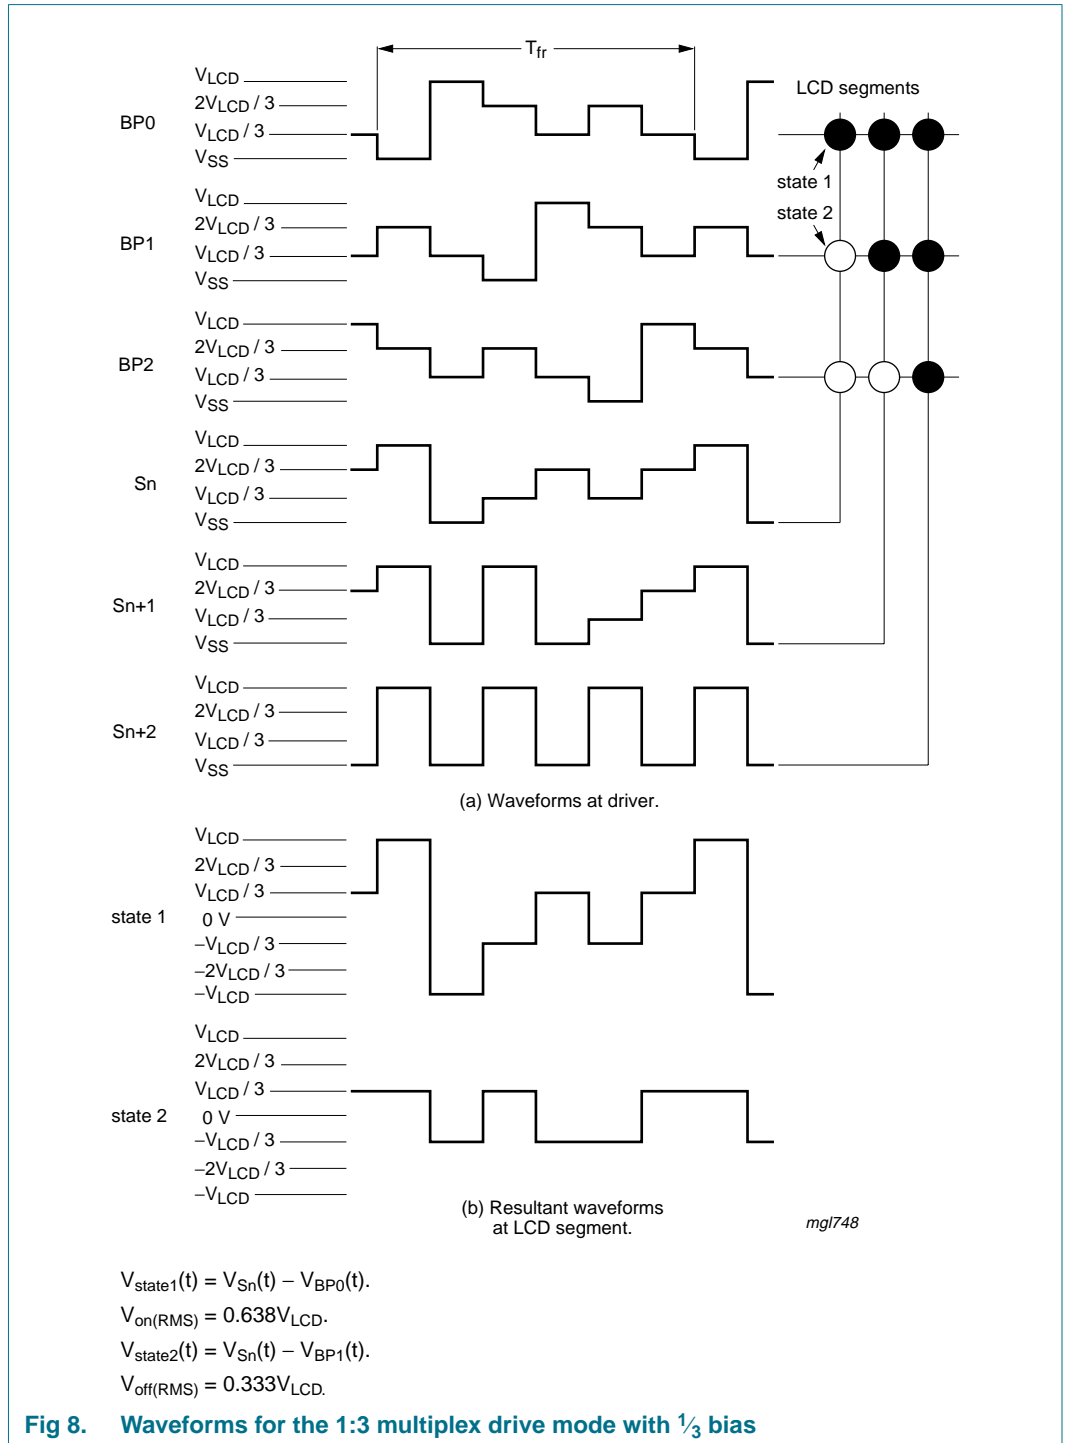 Tfr
VLCD
2VLCD / 3
BP0
VLCD / 3
VSS
LCD segments
state 1
state 2
VLCD
2VLCD / 3
BP1
VLCD / 3
VSS
VLCD
2VLCD / 3
BP2
VLCD / 3
VSS
VLCD
2VLCD / 3
Sn
VLCD / 3
VSS
VLCD
2VLCD / 3
Sn+1
VLCD / 3
VSS
VLCD
2VLCD / 3
Sn+2
VLCD / 3
VSS
(a) Waveforms at driver.
VLCD
2VLCD / 3
VLCD / 3
state 1
0 V
−VLCD / 3
−2VLCD / 3
−VLCD
VLCD
2VLCD / 3
VLCD / 3
state 2
0 V
−VLCD / 3
−2VLCD / 3
−VLCD
(b) Resultant waveforms
at LCD segment.
mgl748
Vstate1(t) = VSn(t) − VBP0(t).
Von(RMS) = 0.638VLCD.
Vstate2(t) = VSn(t) − VBP1(t).
Voff(RMS) = 0.333VLCD.
Fig 8. Waveforms for the 1:3 multiplex drive mode with 1⁄3 bias